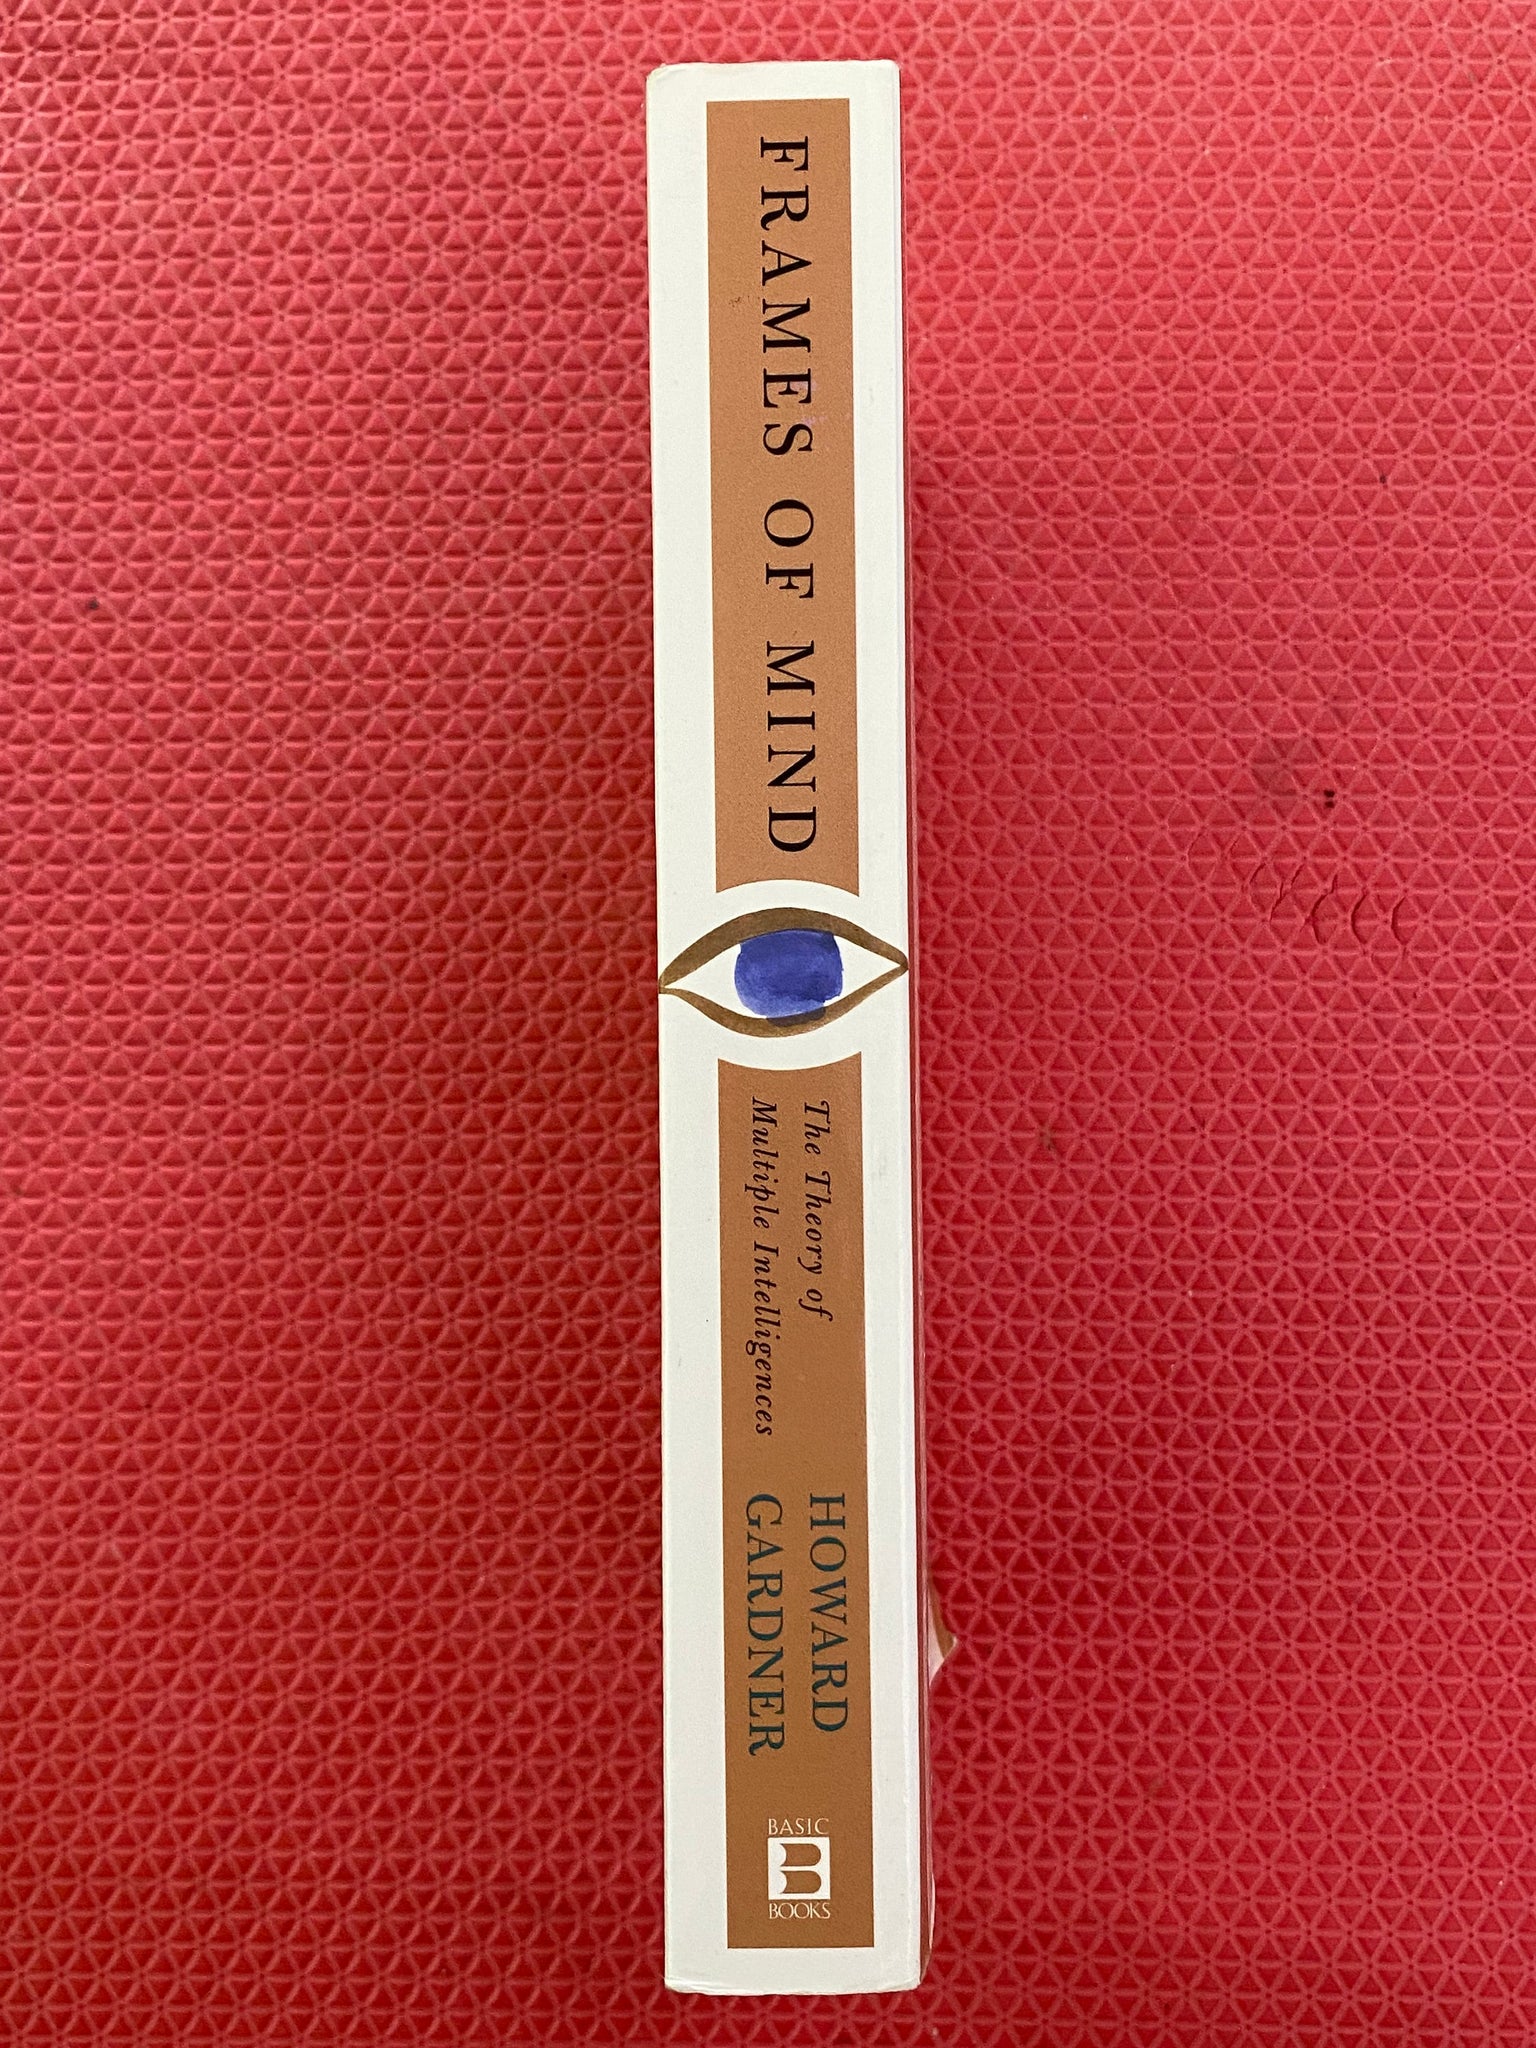 FRAMES OF MIND
The Theory of
Multiple Intelligences
HOWARD
GARDNER
BASIC
B
BOOKS